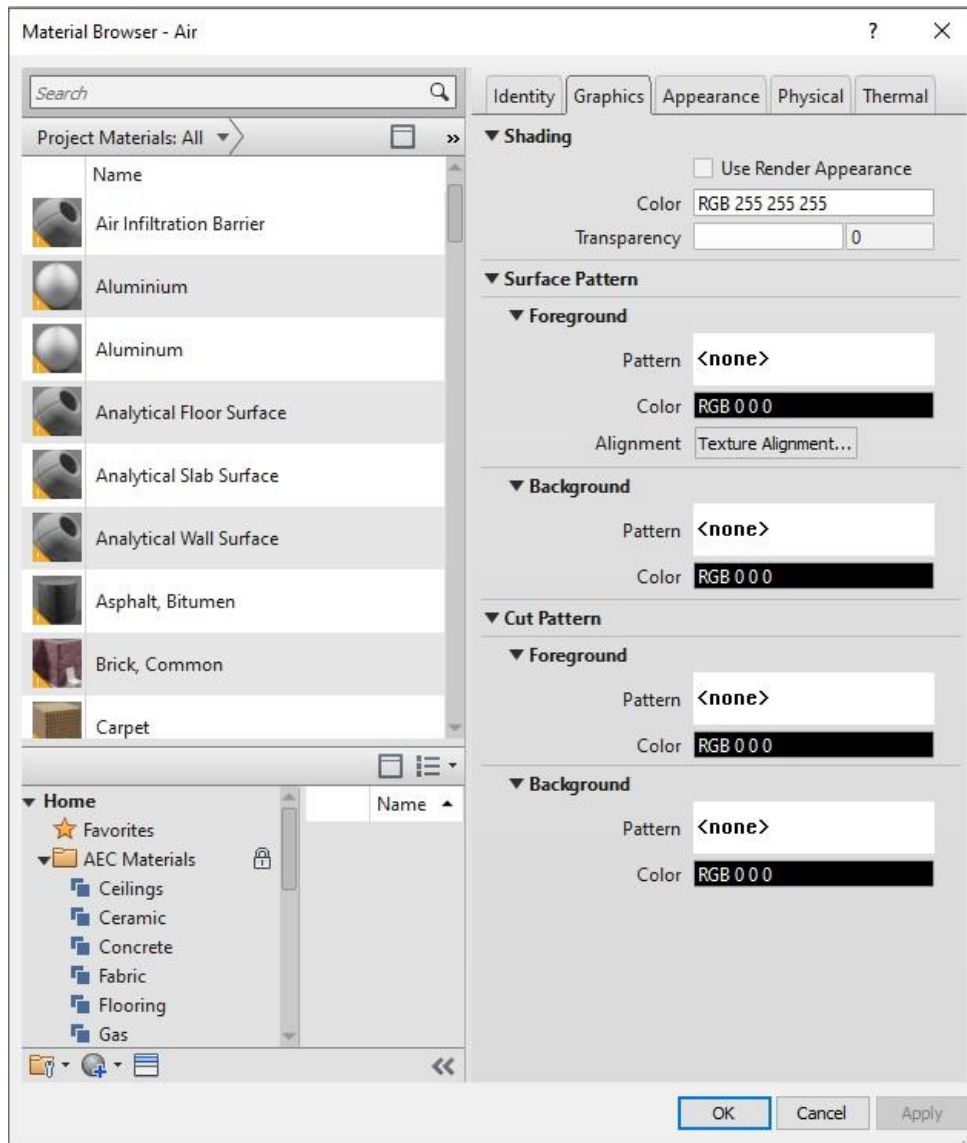 Material Browser - Air
?
Search
Project Materials: All
»
Name
Air Infiltration Barrier
Aluminium
Aluminum
Analytical Floor Surface
Analytical Slab Surface
Analytical Wall Surface
Asphalt, Bitumen
Brick, Common
Carpet
Home
Favorites
AEC Materials
Ceilings
Ceramic
Concrete
Fabric
Flooring
Gas
Name
Identity Graphics Appearance Physical Thermal
Shading
Use Render Appearance
Color RGB 255 255 255
Transparency 0
Surface Pattern
Foreground
Pattern <none>
Color RGB 0 0 0
Alignment Texture Alignment...
Background
Pattern <none>
Color RGB 0 0 0
Cut Pattern
Foreground
Pattern <none>
Color RGB 0 0 0
Background
Pattern <none>
Color RGB 0 0 0
OK Cancel Apply